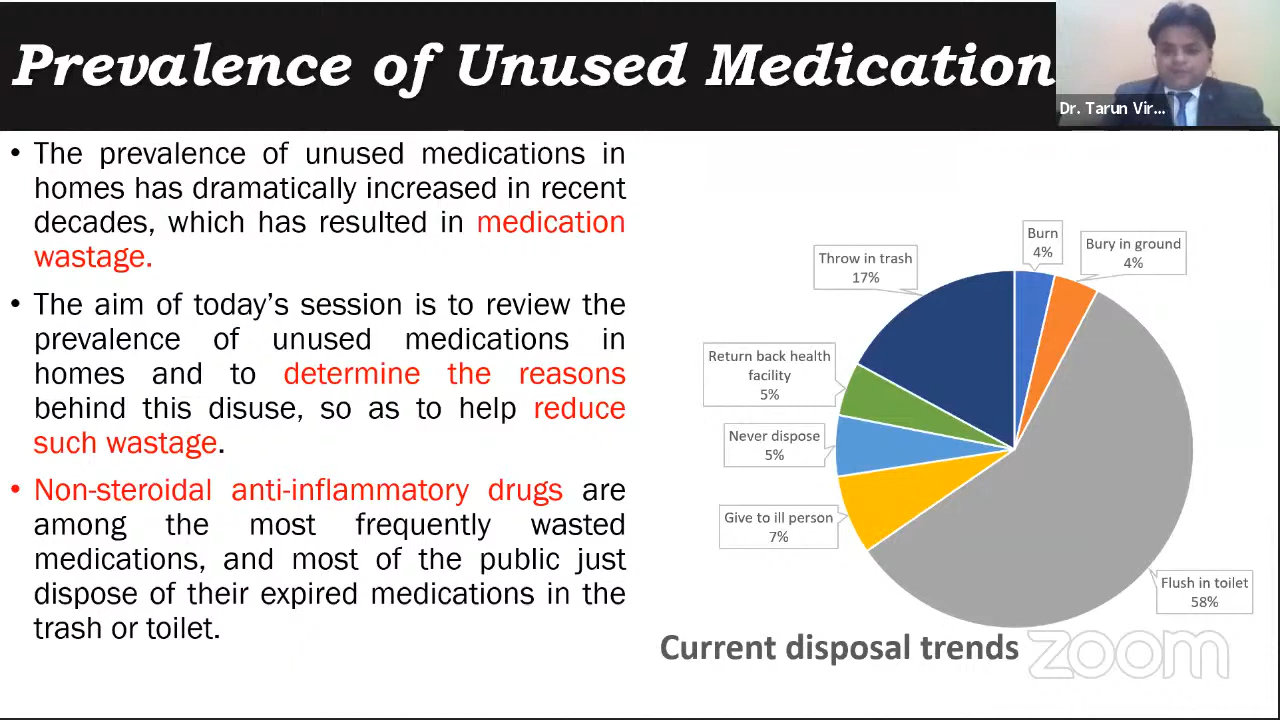 Prevalence of Unused Medication
Dr. Tarun Vir...
• The prevalence of unused medications in
homes has dramatically increased in recent
decades, which has resulted in medication
wastage.
• The aim of today's session is to review the
prevalence of unused medications in
homes and to determine the reasons
behind this disuse, so as to help reduce
such wastage.
• Non-steroidal anti-inflammatory drugs are
among the most frequently wasted
medications, and most of the public just
dispose of their expired medications in the
trash or toilet.
Burn
4%
Bury in ground
4%
Throw in trash
17%
Return back health
facility
5%
Never dispose
5%
Give to ill person
7%
Flush in toilet
58%
Current disposal trends
zoom